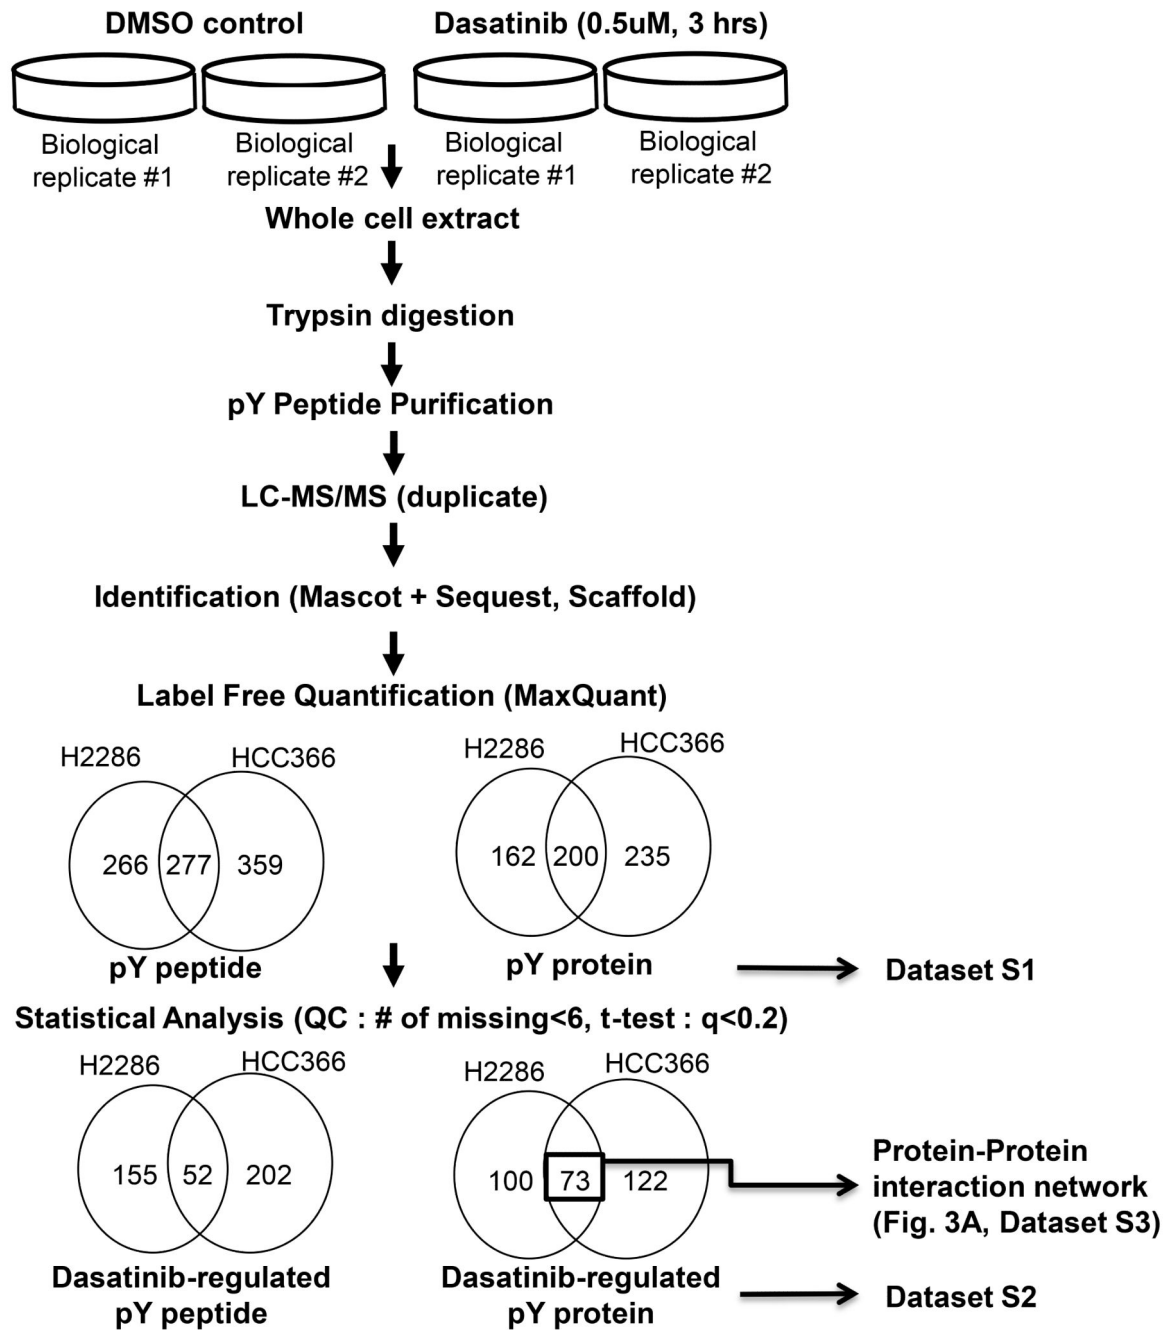 DMSO control
Dasatinib (0.5uM, 3 hrs)
Biological
replicate #1
Biological
replicate #2
Biological
replicate #1
Biological
replicate #2
Whole cell extract
Trypsin digestion
pY Peptide Purification
LC-MS/MS (duplicate)
Identification (Mascot + Sequest, Scaffold)
Label Free Quantification (MaxQuant)
H2286
HCC366
266
277
359
pY peptide
H2286
HCC366
162
200
235
pY protein
Dataset S1
Statistical Analysis (QC : # of missing<6, t-test : q<0.2)
H2286
HCC366
155
52
202
Dasatinib-regulated
pY peptide
H2286
HCC366
100
73
122
Dasatinib-regulated
pY protein
Protein-Protein
interaction network
(Fig. 3A, Dataset S3)
Dataset S2